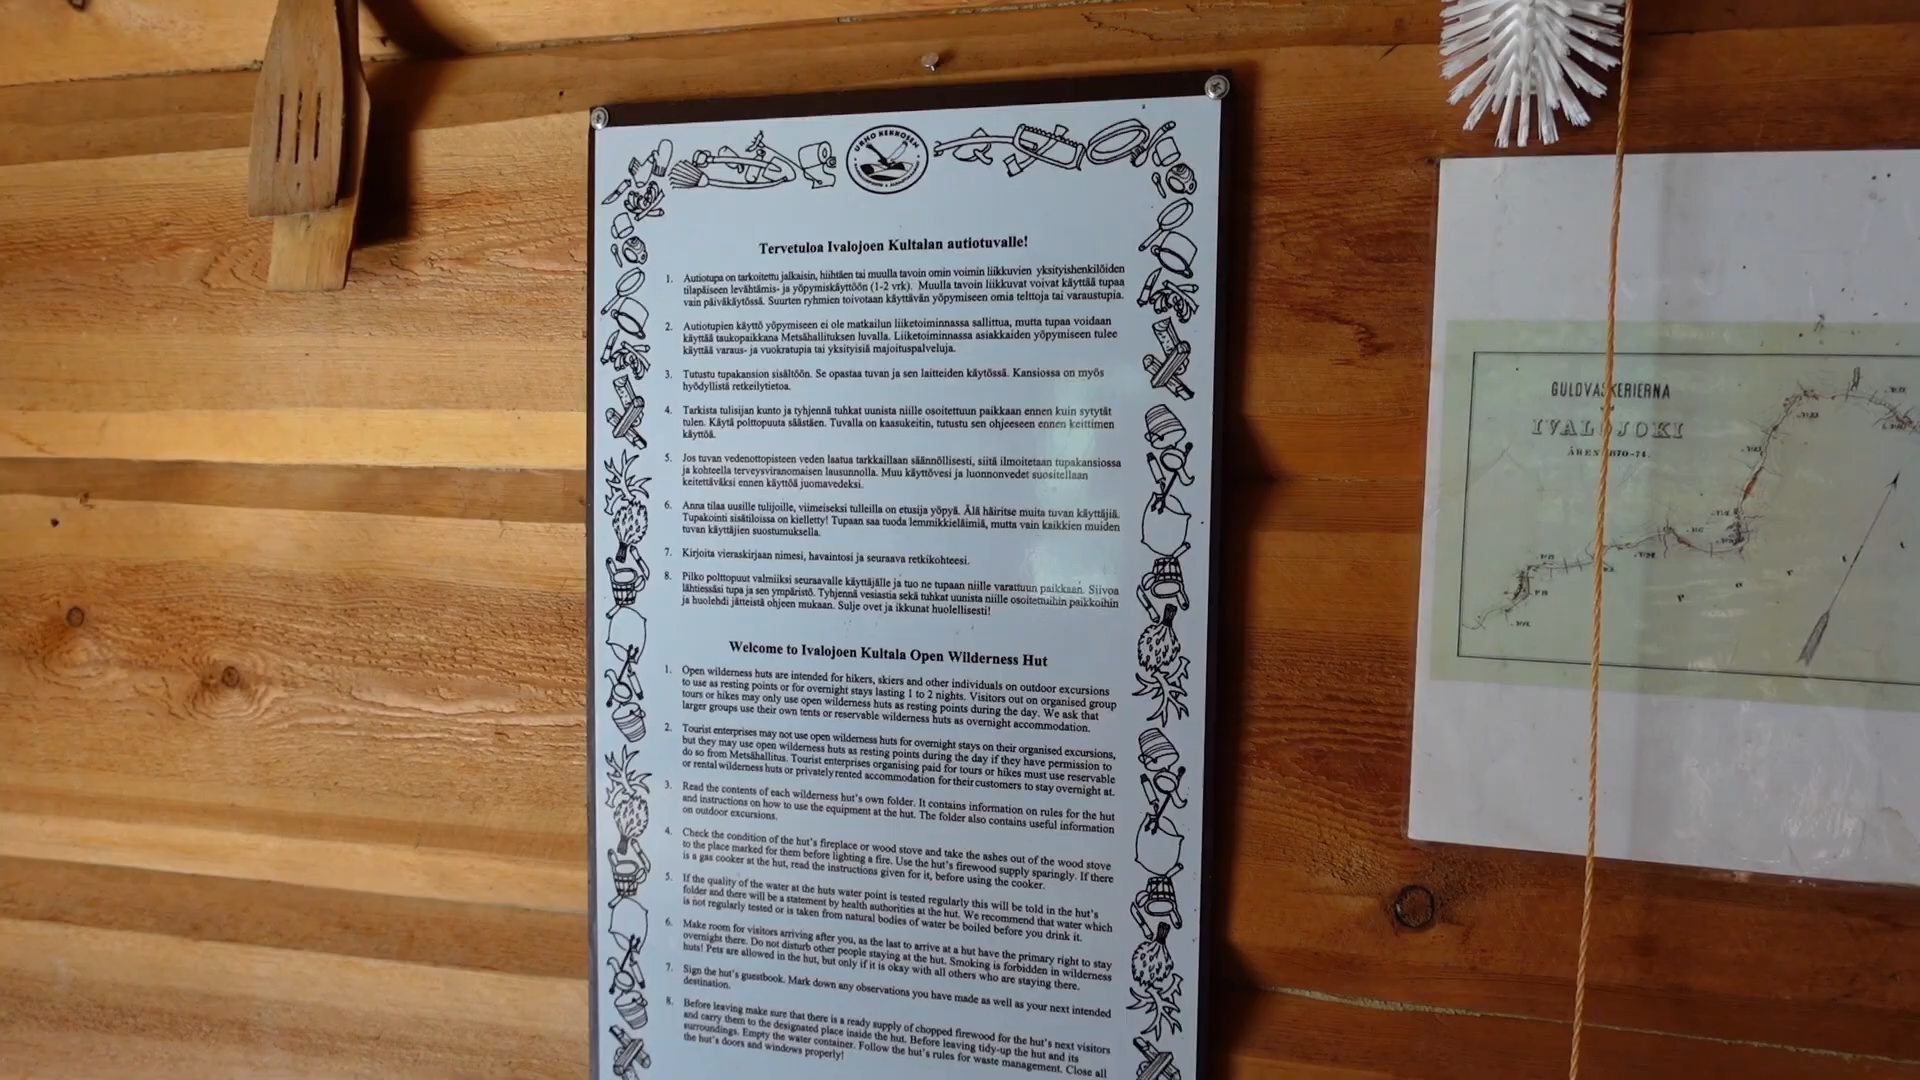 URHO KEKKOSEN
Tervetuloa Ivalojoen Kultalan autiotuvalle!
1. Autiotupa on tarkoitettu jalkaisin, hiihtäen tai muulla tavoin omin voimin liikkuvien yksityishenkilöiden
tilapäiseen levähtämis- ja yöpymiskäyttöön (1-2 vrk). Muulla tavoin liikkuvat voivat käyttää tupaa
vain päiväkäytössä. Suurten ryhmien toivotaan käyttävän yöpymiseen omia telttoja tai varaustupia.
2. Autiotupien käyttö yöpymiseen ei ole matkailun liiketoiminnassa sallittua, mutta tupaa voidaan
käyttää taukopaikkana Metsähallituksen luvalla. Liiketoiminnassa asiakkaiden yöpymiseen tulee
käyttää varaus- ja vuokratupia tai yksityisiä majoituspalveluja.
3. Tutustu tupakansion sisältöön. Se opastaa tuvan ja sen laitteiden käytössä. Kansiossa on myös
hyödyllistä retkeilytietoa.
4. Tarkista tulisijan kunto ja tyhjennä tuhkat uunista niille osoitettuun paikkaan ennen kuin sytytät
tulen. Käytä polttopuuta säästäen. Tuvalla on kaasukeitin, tutustu sen ohjeeseen ennen keittimen
käyttöä.
5. Jos tuvan vedenottopisteen veden laatua tarkkaillaan säännöllisesti, siitä ilmoitetaan tupakansiossa
ja kohteella terveysviranomaisen lausunnolla. Muu käyttövesi ja luonnonvedet suositellaan
keitettäväksi ennen käyttöä juomavedeksi.
6. Anna tilaa uusille tulijoille, viimeiseksi tulleilla on etusija yöpyä. Älä häiritse muita tuvan käyttäjiä.
Tupakointi sisätiloissa on kielletty! Tupaan saa tuoda lemmikkieläimiä, mutta vain kaikkien muiden
tuvan käyttäjien suostumuksella.
7. Kirjoita vieraskirjaan nimesi, havaintosi ja seuraava retkikohteesi.
8. Pilko polttopuut valmiiksi seuraavalle käyttäjälle ja tuo ne tupaan niille varattuun paikkaan. Siivoa
lähtiessäsi tupa ja sen ympäristö. Tyhjennä vesiastia sekä tuhkat uunista niille osoitettuihin paikkoihin
ja huolehdi jätteistä ohjeen mukaan. Sulje ovet ja ikkunat huolellisesti!
Welcome to Ivalojoen Kultala Open Wilderness Hut
1. Open wilderness huts are intended for hikers, skiers and other individuals on outdoor excursions
to use as resting points or for overnight stays lasting 1 to 2 nights. Visitors out on organised group
tours or hikes may only use open wilderness huts as resting points during the day. We ask that
larger groups use their own tents or reservable wilderness huts as overnight accommodation.
2. Tourist enterprises may not use open wilderness huts for overnight stays on their organised excursions,
but they may use open wilderness huts as resting points during the day if they have permission to
do so from Metsähallitus. Tourist enterprises organising paid for tours or hikes must use reservable
or rental wilderness huts or privately rented accommodation for their customers to stay overnight at.
3. Read the contents of each wilderness hut's own folder. It contains information on rules for the hut
and instructions on how to use the equipment at the hut. The folder also contains useful information
on outdoor excursions.
4. Check the condition of the hut's fireplace or wood stove and take the ashes out of the wood stove
to the place marked for them before lighting a fire. Use the hut's firewood supply sparingly. If there
is a gas cooker at the hut, read the instructions given for it, before using the cooker.
5. If the quality of the water at the huts water point is tested regularly this will be told in the hut's
folder and there will be a statement by health authorities at the hut. We recommend that water which
is not regularly tested or is taken from natural bodies of water be boiled before you drink it.
6. Make room for visitors arriving after you, as the last to arrive at a hut have the primary right to stay
overnight there. Do not disturb other people staying at the hut. Smoking is forbidden in wilderness
huts! Pets are allowed in the hut, but only if it is okay with all others who are staying there.
7. Sign the hut's guestbook. Mark down any observations you have made as well as your next intended
destination.
8. Before leaving make sure that there is a ready supply of chopped firewood for the hut's next visitors
and carry them to the designated place inside the hut. Before leaving tidy-up the hut and its
surroundings. Empty the water container. Follow the hut's rules for waste management. Close all
the hut's doors and windows properly!
GULDVASKERIERNA
IVALOJOKI
ÅREN 1870-74.